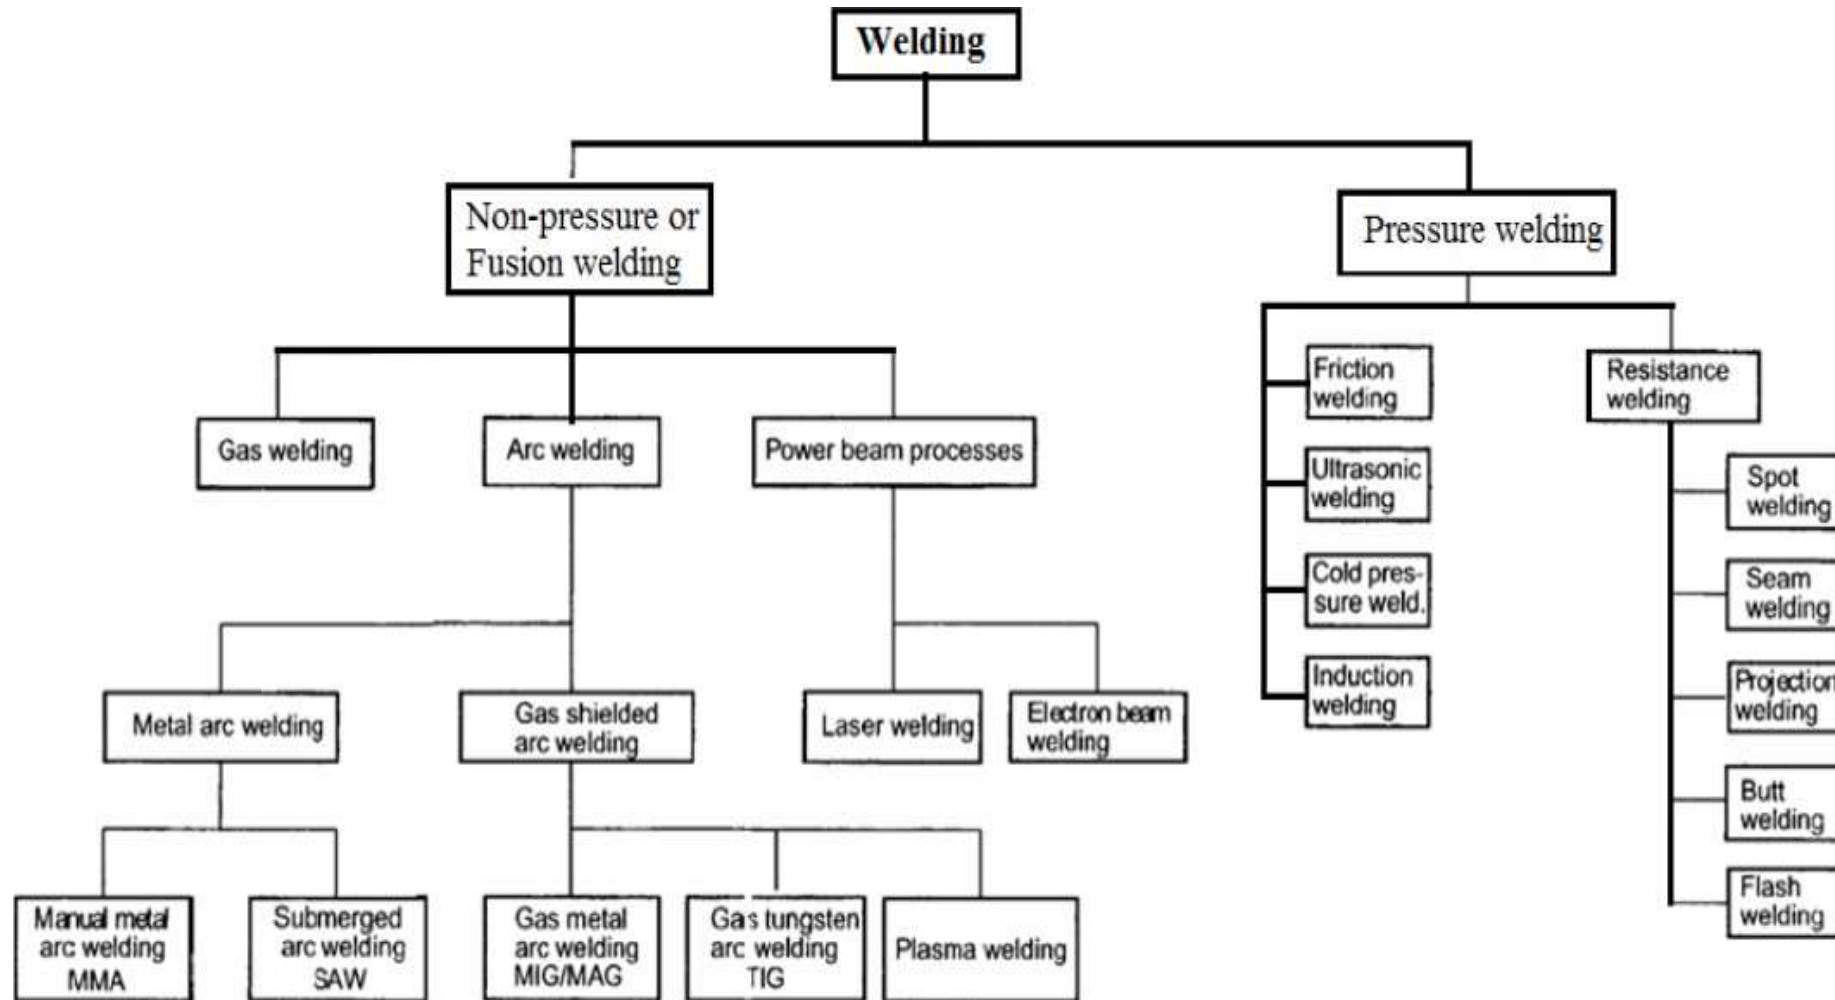 Welding
Non-pressure or
Fusion welding
Pressure welding
Gas welding
Arc welding
Power beam processes
Friction
welding
Ultrasonic
welding
Cold pres-
sure weld.
Induction
welding
Resistance
welding
Spot
welding
Seam
welding
Projection
welding
Butt
welding
Flash
welding
Metal arc welding
Gas shielded
arc welding
Laser welding
Electron beam
welding
Manual metal
arc welding
MMA
Submerged
arc welding
SAW
Gas metal
arc welding
MIG/MAG
Gas tungsten
arc welding
TIG
Plasma welding